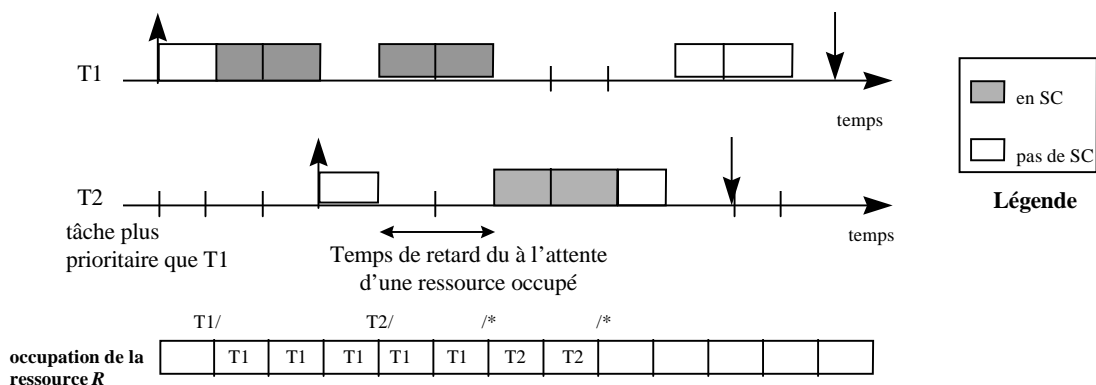 T1
temps
en SC
pas de SC
Légende
T2
temps
tâche plus
prioritaire que T1
Temps de retard du à l'attente
d'une ressource occupé
T1/ T2/ /* /*
occupation de la
ressource R
T1 T1 T1 T1 T1 T2 T2